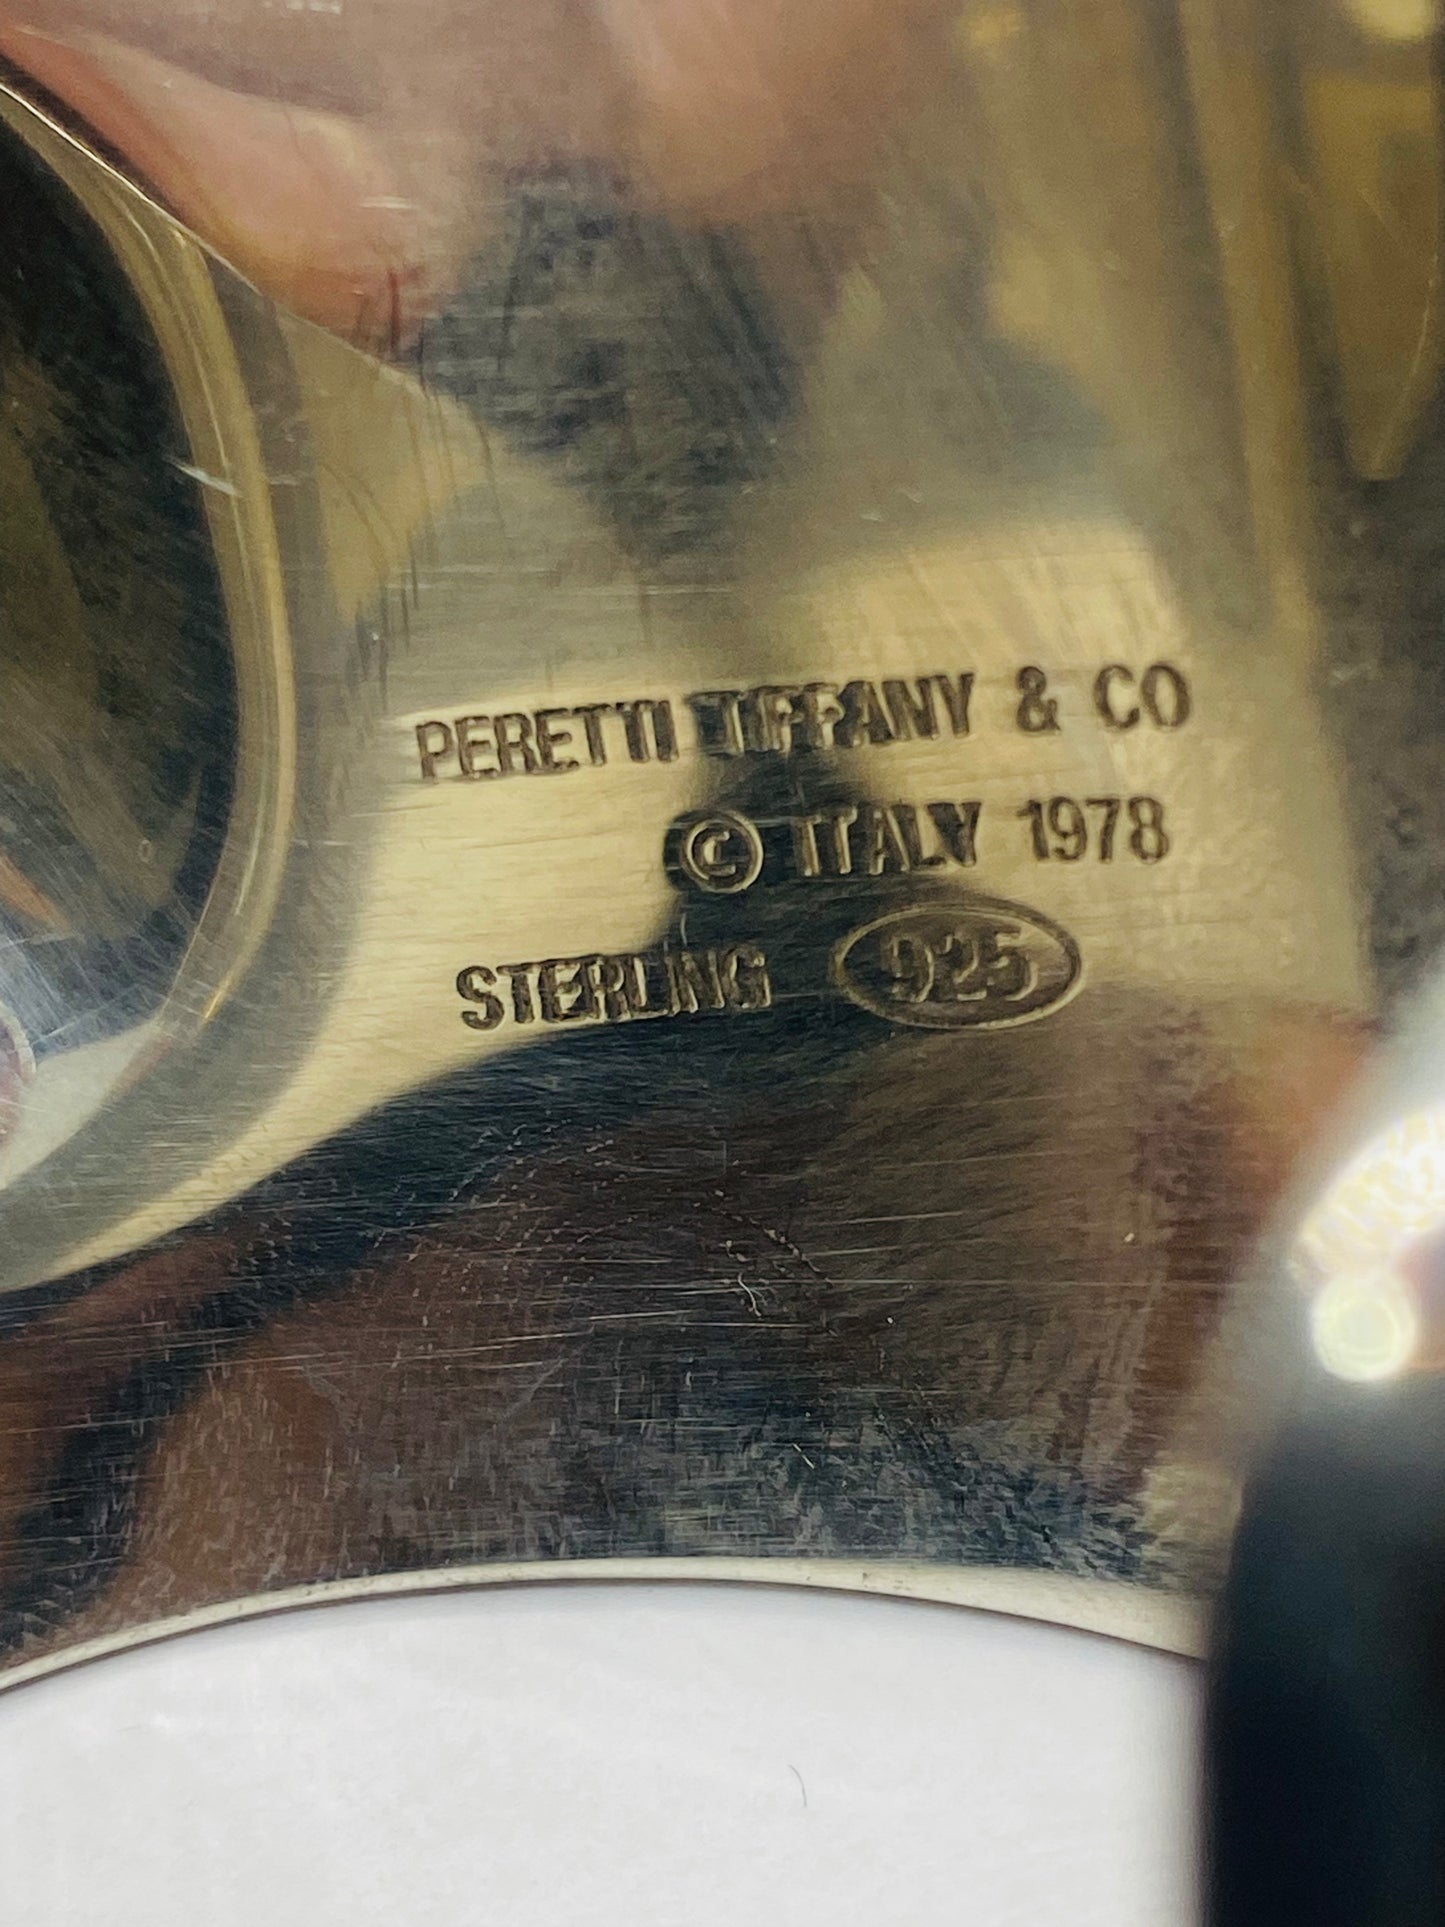 PERETTI TIFFANY & CO
© ITALY 1978
STERLING 925